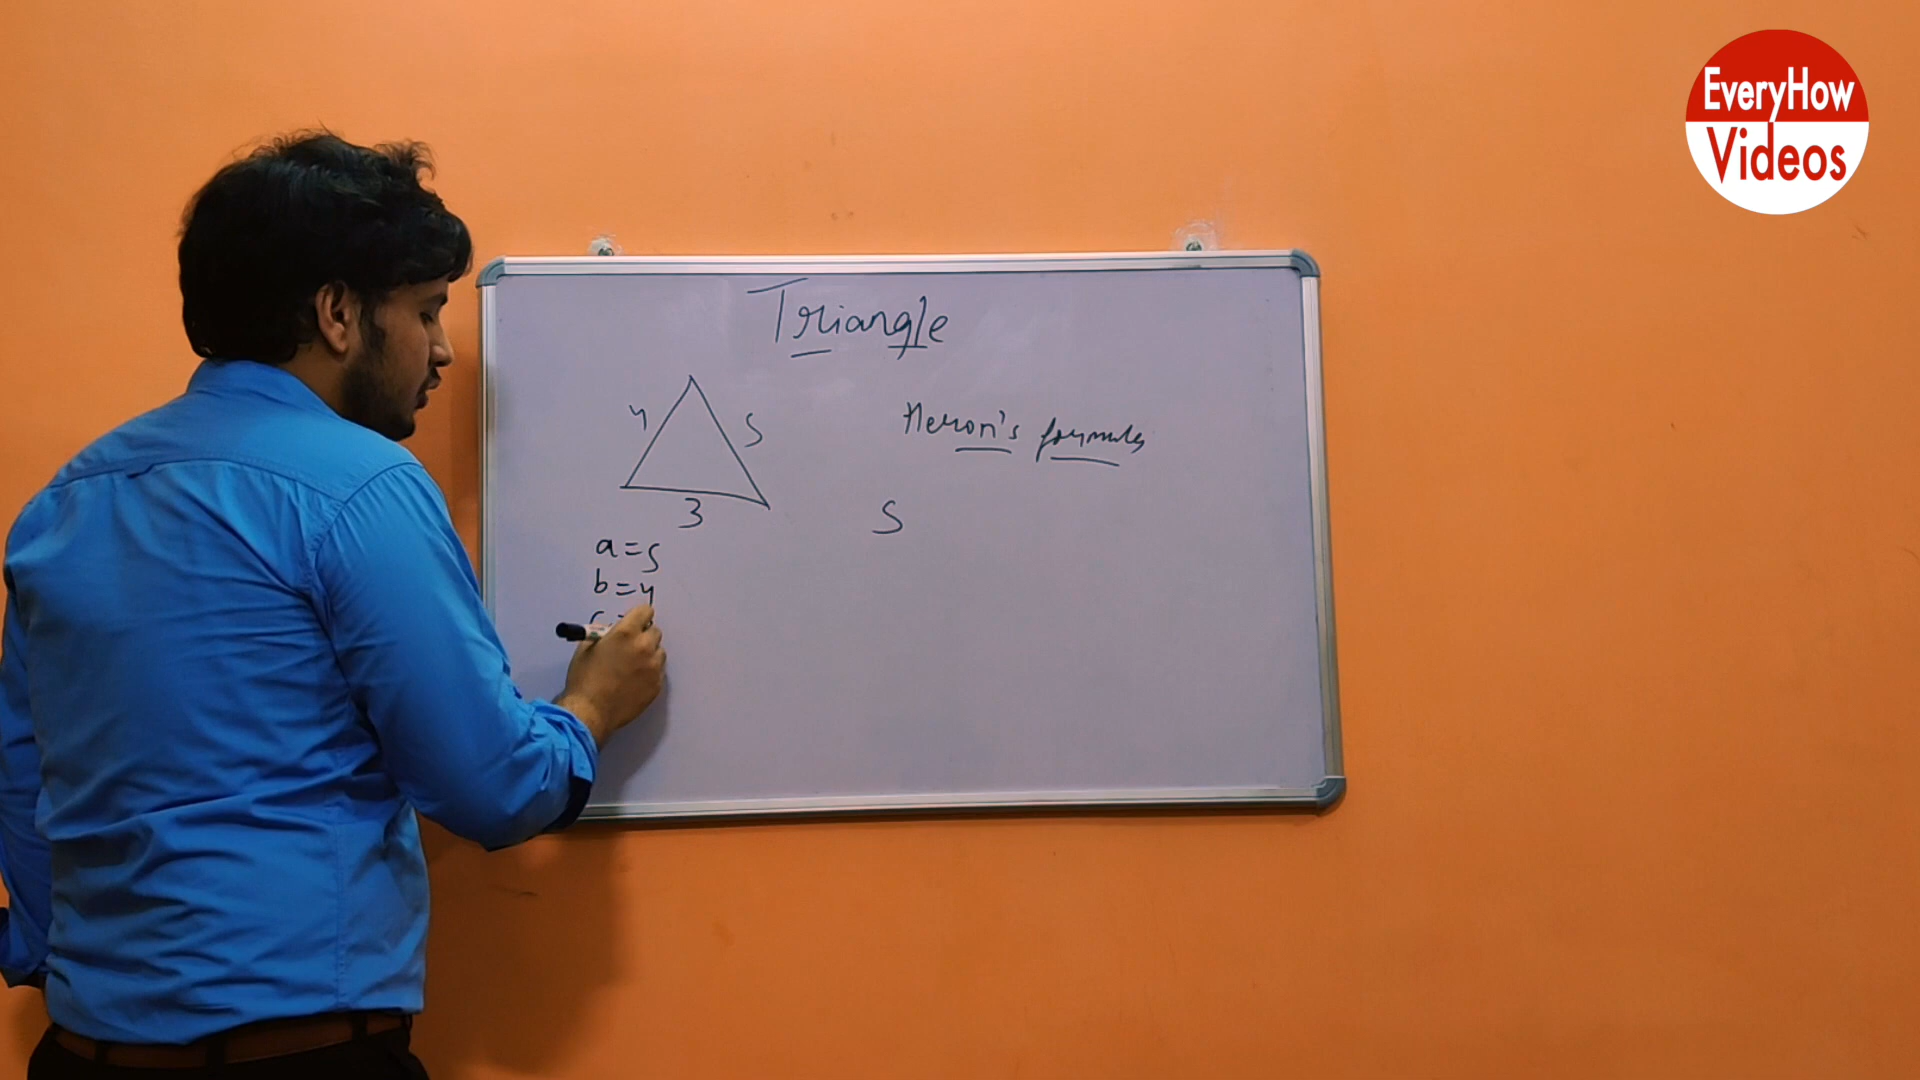 EveryHow
Videos
Triangle
4
5
3
Heron's formula
S
a=5
b=4
c=